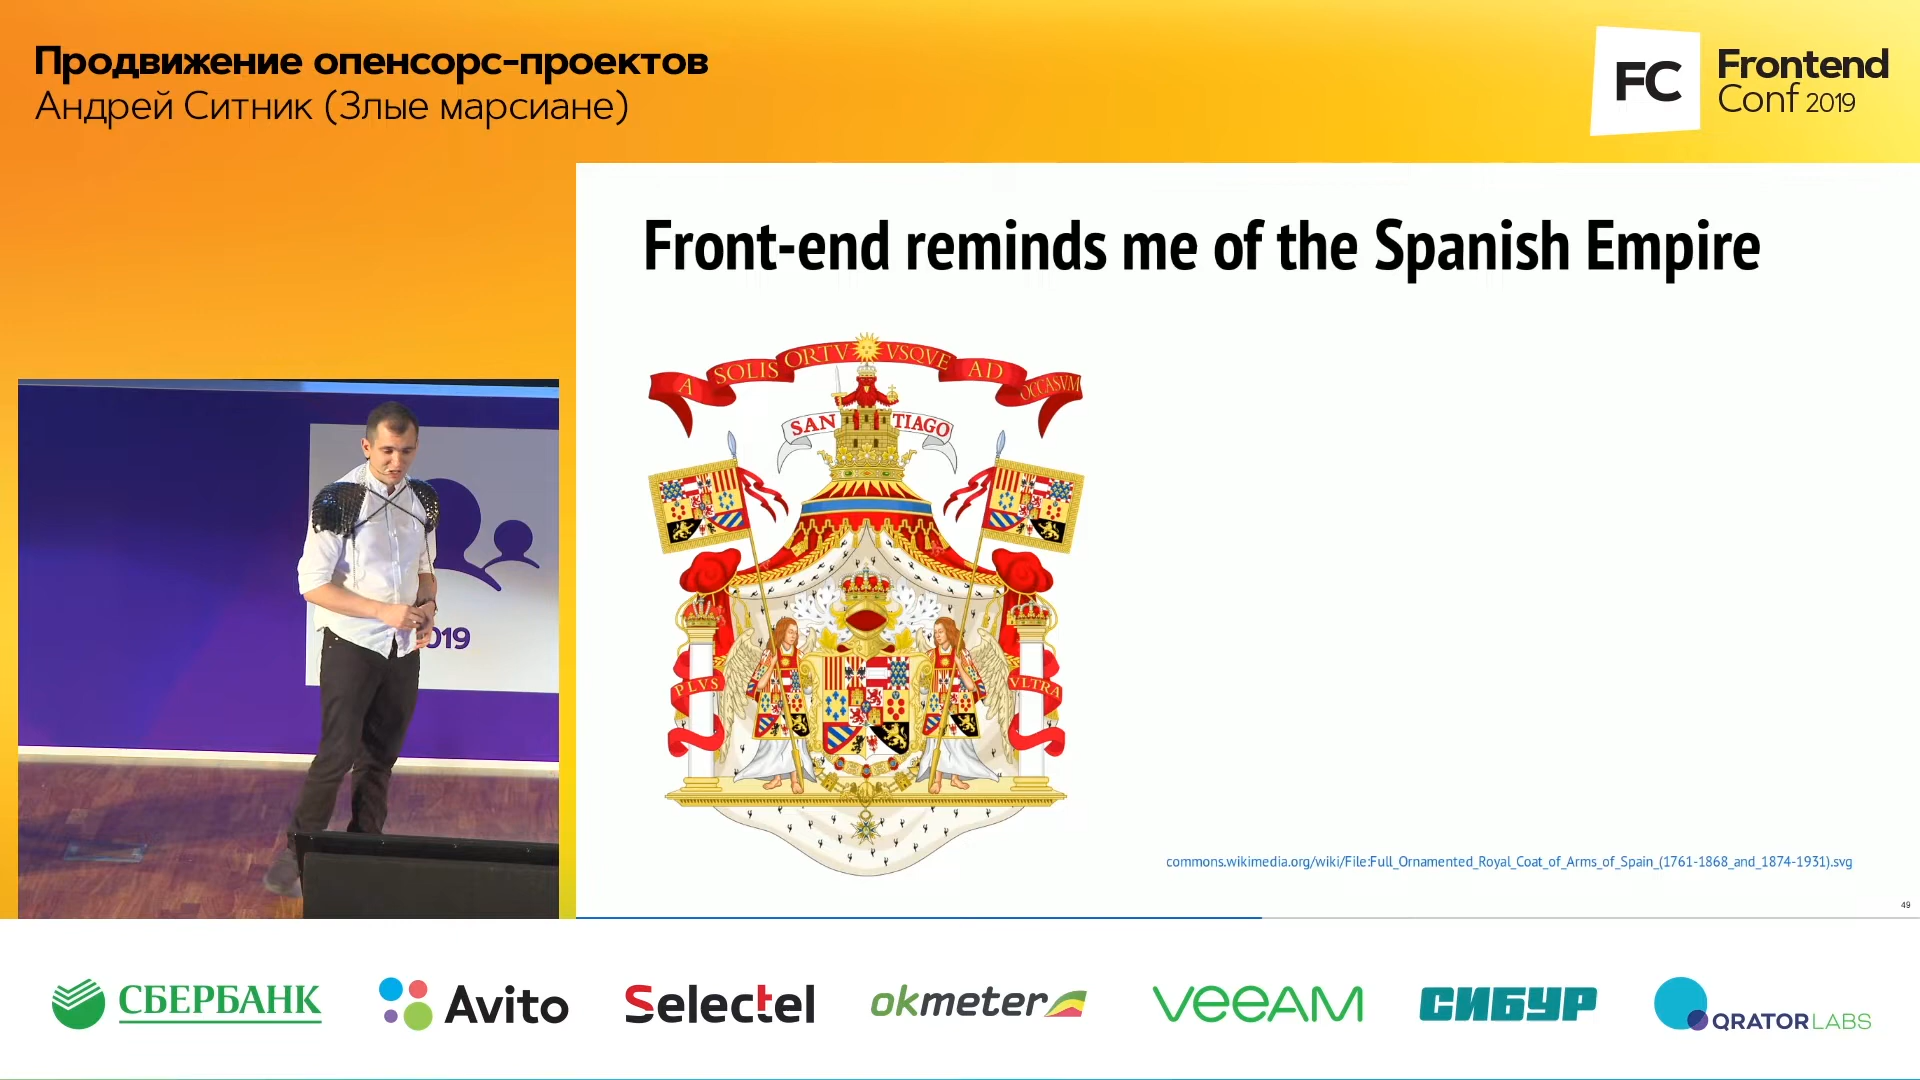 Продвижение опенсорс-проектов
Андрей Ситник (Злые марсиане)
FC
Frontend
Conf 2019
Front-end reminds me of the Spanish Empire
A SOLIS ORTV VSQVE AD OCCASVM
SAN TIAGO
PLVS VLTRA
019
commons.wikimedia.org/wiki/File:Full_Ornamented_Royal_Coat_of_Arms_of_Spain_(1761-1868_and_1874-1931).svg
49
СБЕРБАНК
Avito
Selectel
okmeter
veeAM
СИБУР
QRATOR LABS